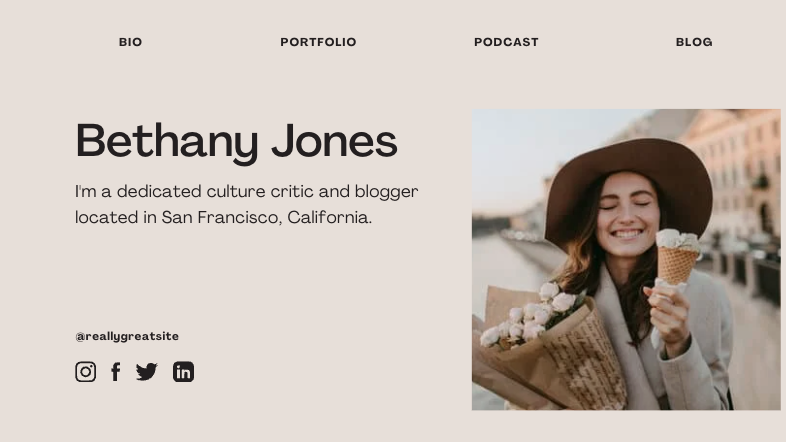 BIO
PORTFOLIO
PODCAST
BLOG
Bethany Jones
I'm a dedicated culture critic and blogger
located in San Francisco, California.
@reallygreatsite